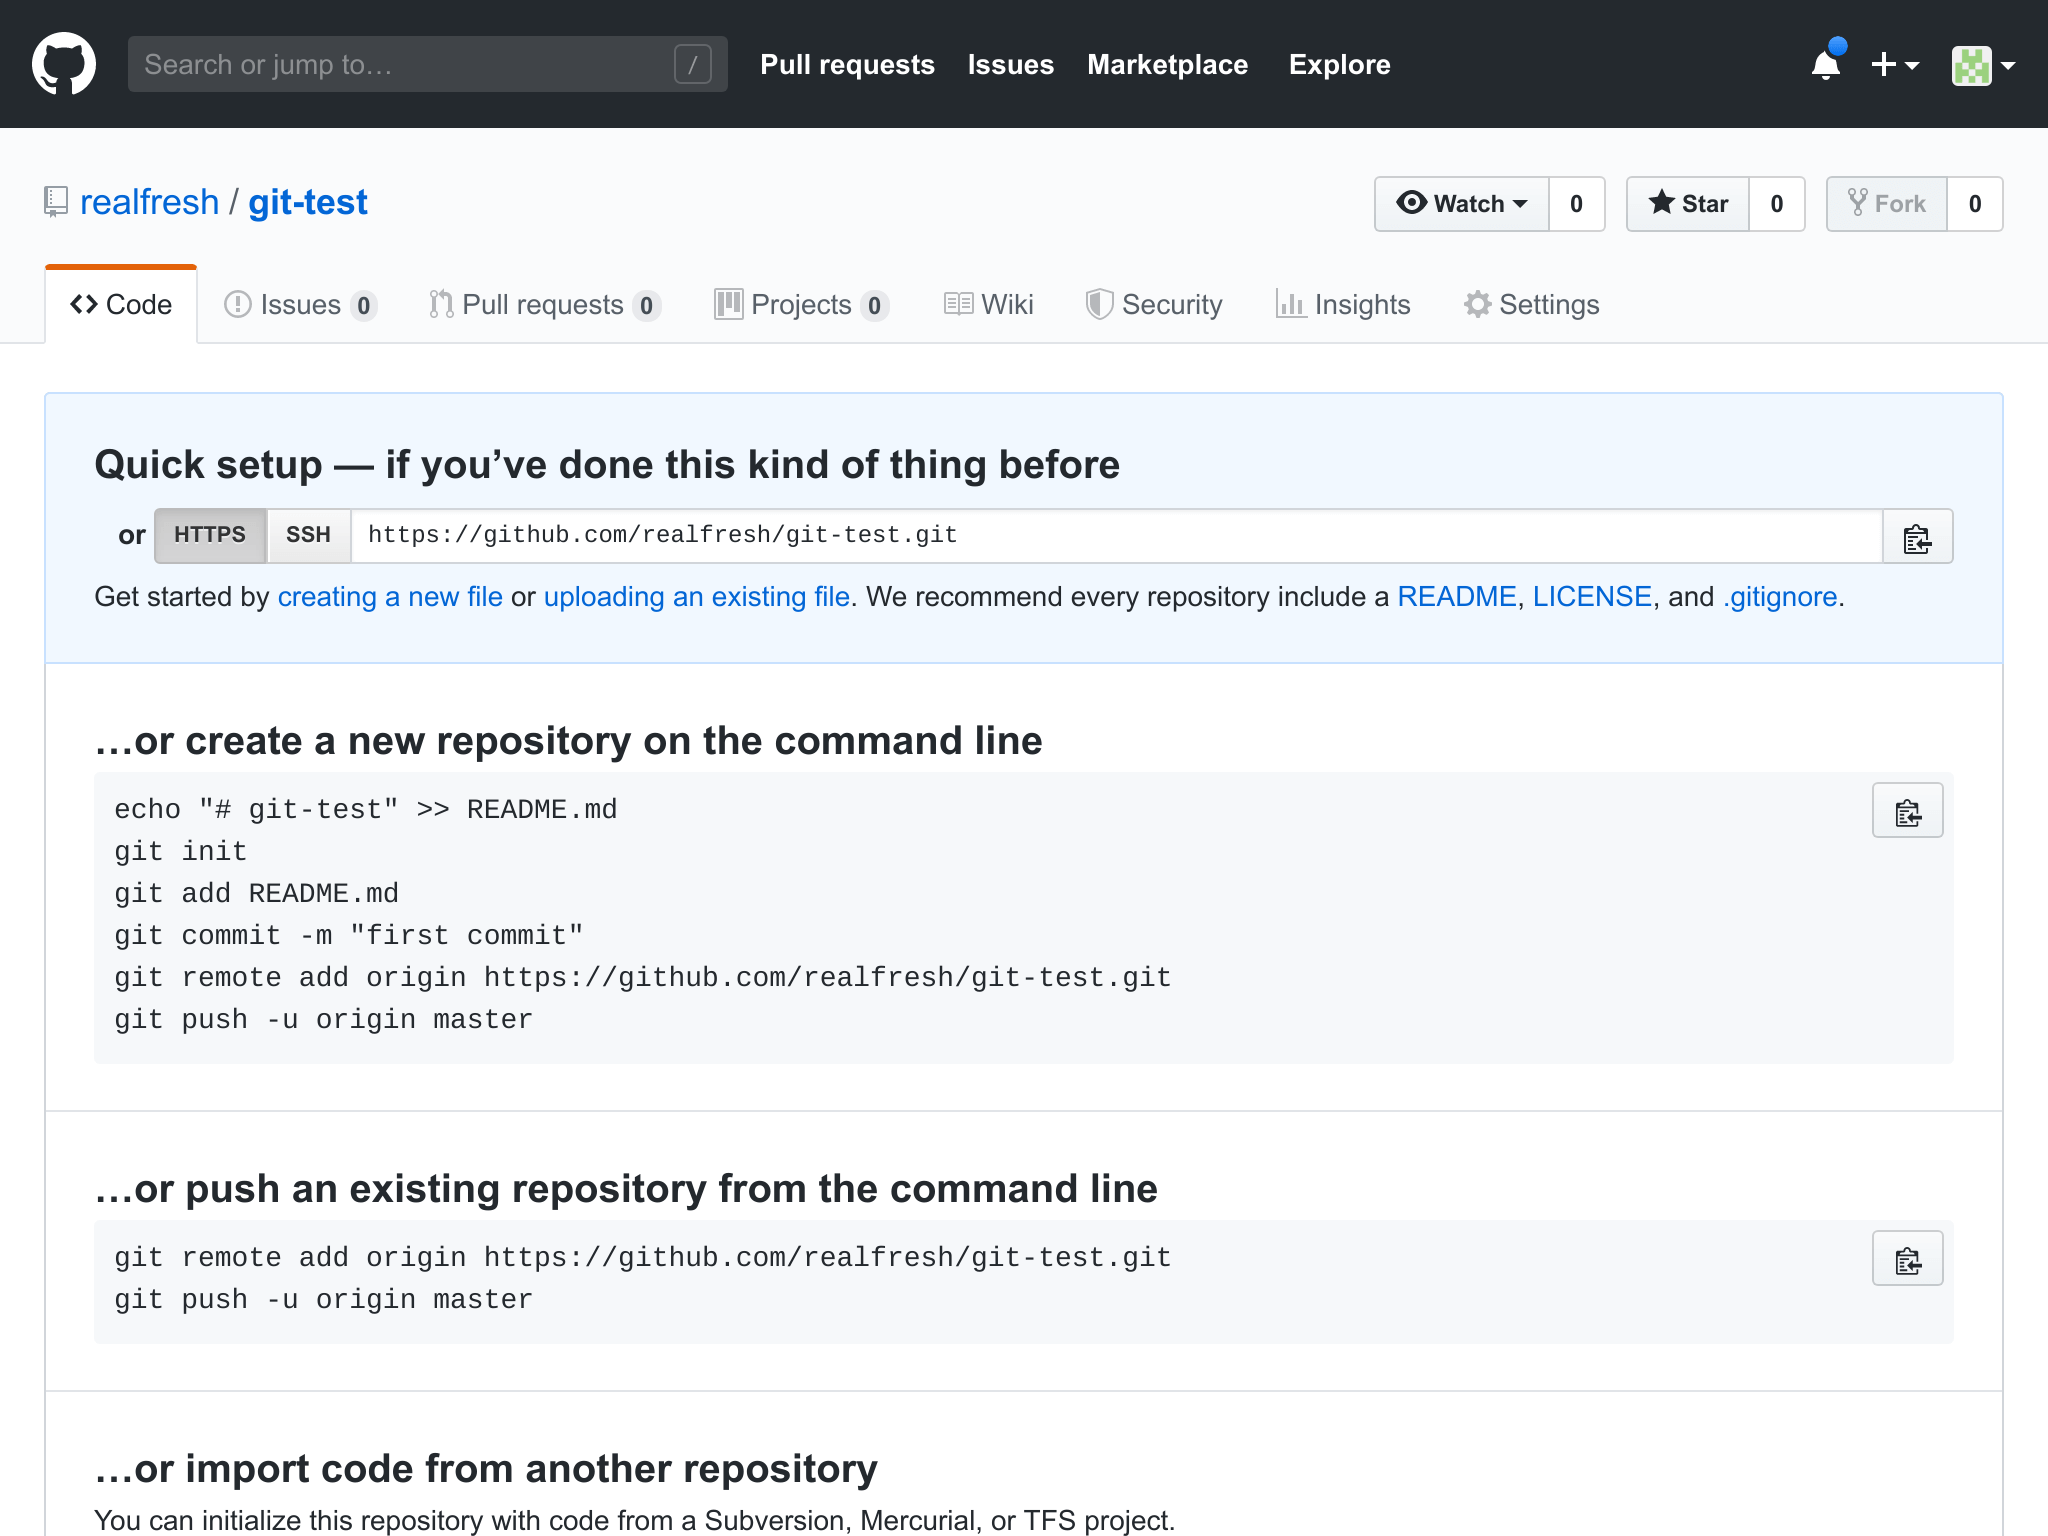 Search or jump to… /
Pull requests Issues Marketplace Explore
realfresh / git-test
Watch 0 Star 0 Fork 0
Code Issues 0 Pull requests 0 Projects 0 Wiki Security Insights Settings
Quick setup — if you’ve done this kind of thing before
or HTTPS SSH https://github.com/realfresh/git-test.git
Get started by creating a new file or uploading an existing file. We recommend every repository include a README, LICENSE, and .gitignore.
…or create a new repository on the command line
echo "# git-test" >> README.md
git init
git add README.md
git commit -m "first commit"
git remote add origin https://github.com/realfresh/git-test.git
git push -u origin master
…or push an existing repository from the command line
git remote add origin https://github.com/realfresh/git-test.git
git push -u origin master
…or import code from another repository
You can initialize this repository with code from a Subversion, Mercurial, or TFS project.